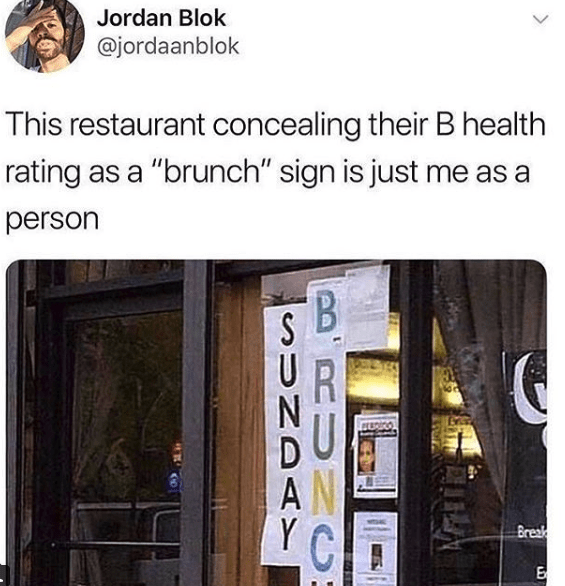 Jordan Blok
@jordaanblok
This restaurant concealing their B health
rating as a "brunch" sign is just me as a
person
SUNDAY
BRUNC
PERDIDO
Break